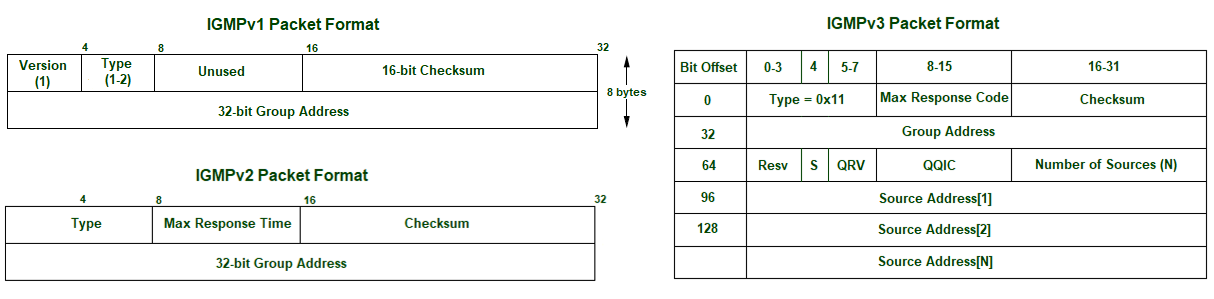 IGMPv1 Packet Format
4 8 16 32
Version (1) Type (1-2) Unused 16-bit Checksum
8 bytes
32-bit Group Address
IGMPv2 Packet Format
4 8 16 32
Type Max Response Time Checksum
32-bit Group Address
IGMPv3 Packet Format
Bit Offset 0-3 4 5-7 8-15 16-31
0 Type = 0x11 Max Response Code Checksum
32 Group Address
64 Resv S QRV QQIC Number of Sources (N)
96 Source Address[1]
128 Source Address[2]
Source Address[N]